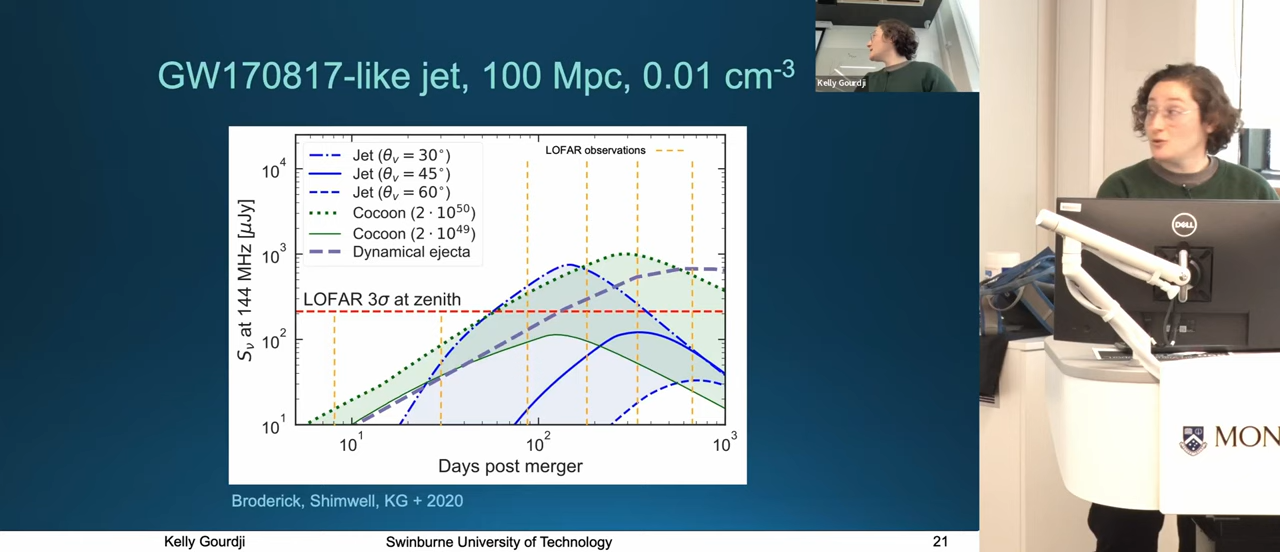 GW170817-like jet, 100 Mpc, 0.01 cm-3
Kelly Gourdji
LOFAR observations
Jet (θv = 30°)
Jet (θv = 45°)
Jet (θv = 60°)
Cocoon (2 · 10^50)
Cocoon (2 · 10^49)
Dynamical ejecta
LOFAR 3σ at zenith
Sν at 144 MHz [μJy]
10^4
10^3
10^2
10^1
10^1
10^2
10^3
Days post merger
Broderick, Shimwell, KG + 2020
Kelly Gourdji
Swinburne University of Technology
21
DELL
MON